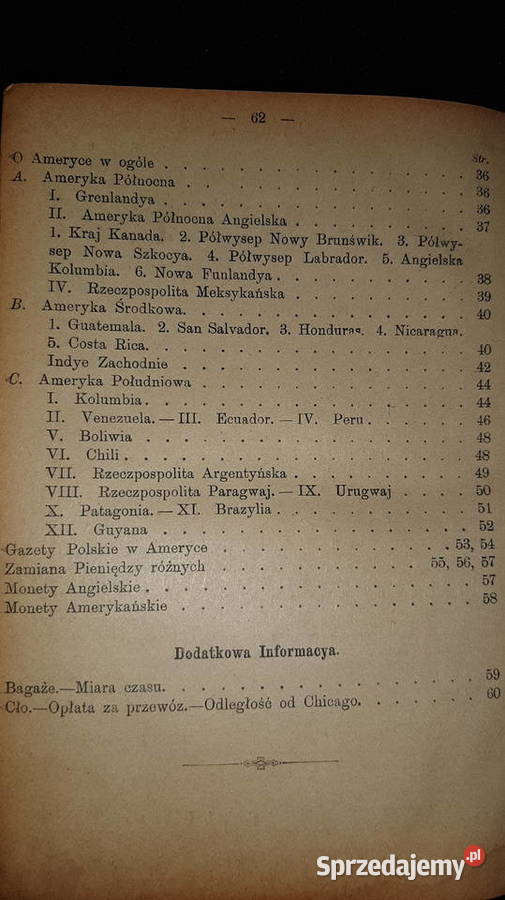 — 62 —
Str.
O Ameryce w ogóle . . . . . . . . . . . . . . . 36
A. Ameryka Północna . . . . . . . . . . . . . . 36
I. Grenlandya . . . . . . . . . . . . . . . 36
II. Ameryka Północna Angielska . . . . . . . . . 37
1. Kraj Kanada. 2. Półwysep Nowy Brunświk. 3. Półwy-
sep Nowa Szkocya. 4. Półwysep Labrador. 5. Angielska
Kolumbia. 6. Nowa Funlandya . . . . . . . . . . 38
IV. Rzeczpospolita Meksykańska . . . . . . . . . 39
B. Ameryka Środkowa. . . . . . . . . . . . . . 40
1. Guatemala. 2. San Salvador. 3. Honduras. 4. Nicaragua.
5. Costa Rica. . . . . . . . . . . . . . . . 40
Indye Zachodnie . . . . . . . . . . . . . . 42
C. Ameryka Południowa . . . . . . . . . . . . . 44
I. Kolumbia. . . . . . . . . . . . . . . . 44
II. Venezuela. — III. Ecuador. — IV. Peru . . . . . 46
V. Boliwia . . . . . . . . . . . . . . . . 48
VI. Chili . . . . . . . . . . . . . . . . . 48
VII. Rzeczpospolita Argentyńska . . . . . . . . . 49
VIII. Rzeczpospolita Paragwaj. — IX. Urugwaj . . . . 50
X. Patagonia. — XI. Brazylia . . . . . . . . . . 51
XII. Guyana . . . . . . . . . . . . . . . . 52
Gazety Polskie w Ameryce . . . . . . . . . . 53, 54
Zamiana Pieniędzy różnych . . . . . . . . . 55, 56, 57
Monety Angielskie . . . . . . . . . . . . . . . 57
Monety Amerykańskie . . . . . . . . . . . . . . 58
Dodatkowa Informacya.
Bagaże.—Miara czasu. . . . . . . . . . . . . . 59
Cło.—Opłata za przewóz.—Odległość od Chicago. . . . . . 60
Sprzedajemy.pl